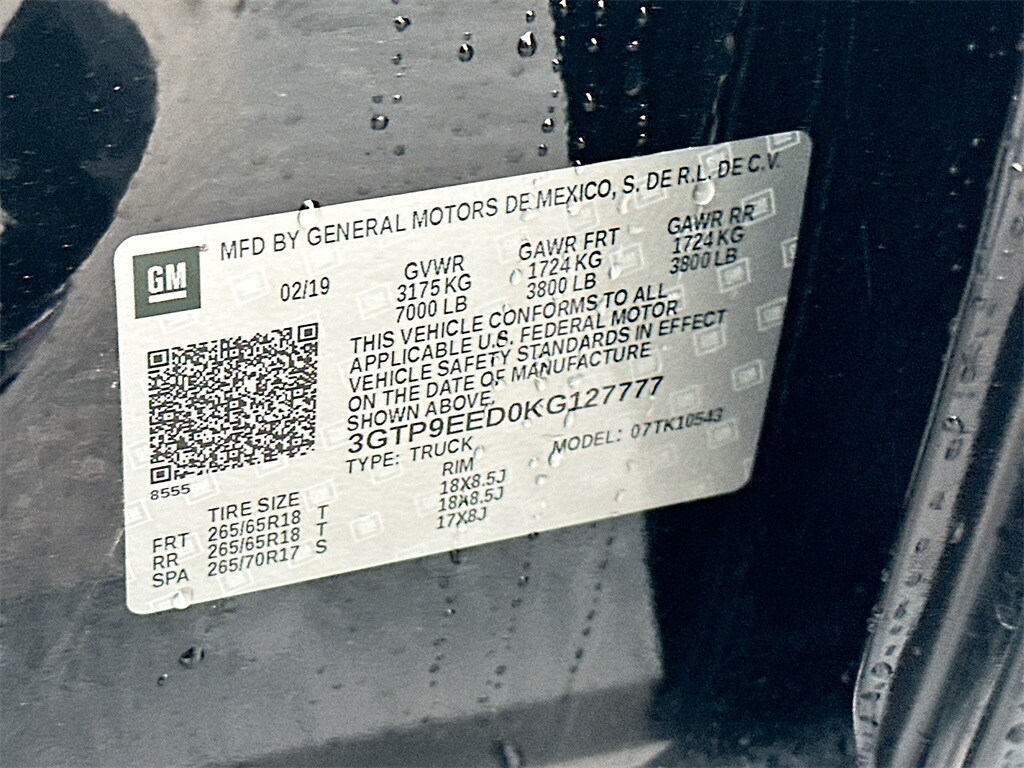 GM
MFD BY GENERAL MOTORS DE MEXICO, S. DE R.L. DE C.V.
02/19
GVWR
3175 KG
7000 LB
GAWR FRT
1724 KG
3800 LB
GAWR RR
1724 KG
3800 LB
THIS VEHICLE CONFORMS TO ALL
APPLICABLE U.S. FEDERAL MOTOR
VEHICLE SAFETY STANDARDS IN EFFECT
ON THE DATE OF MANUFACTURE
SHOWN ABOVE.
3GTP9EED0KG127777
TYPE: TRUCK MODEL: 07TK10543
8555
TIRE SIZE RIM
FRT 265/65R18 T 18X8.5J
RR 265/65R18 T 18X8.5J
SPA 265/70R17 S 17X8J